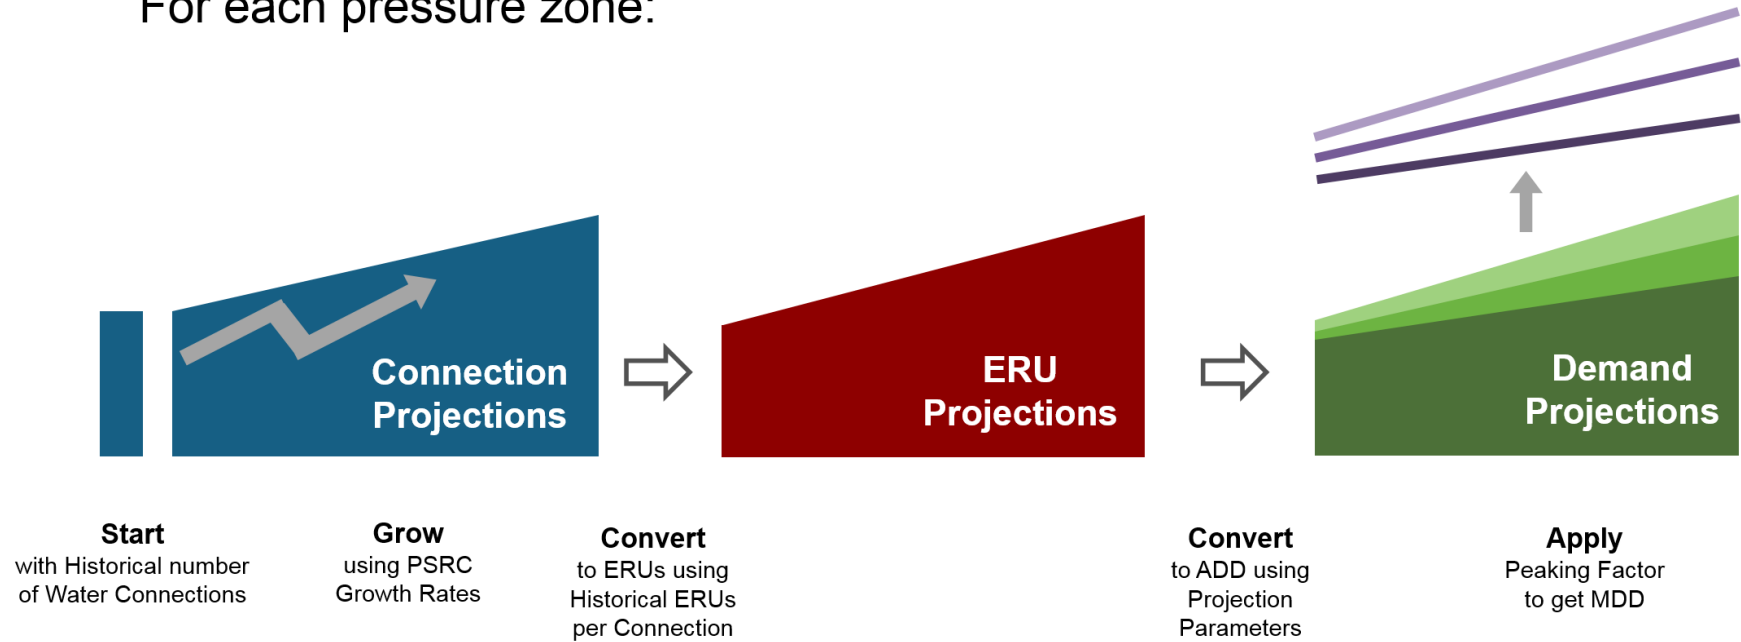 For each pressure zone:
Connection
Projections
ERU
Projections
Demand
Projections
Start
with Historical number
of Water Connections
Grow
using PSRC
Growth Rates
Convert
to ERUs using
Historical ERUs
per Connection
Convert
to ADD using
Projection
Parameters
Apply
Peaking Factor
to get MDD